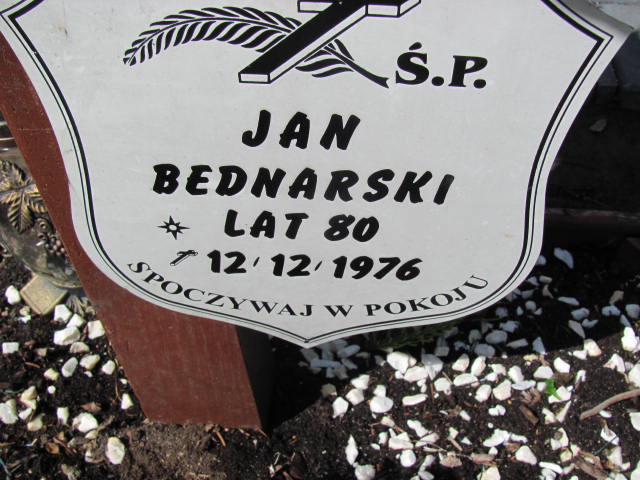 Ś.P.
JAN
BEDNARSKI
LAT 80
12/12/1976
SPOCZYWAJ W POKOJU